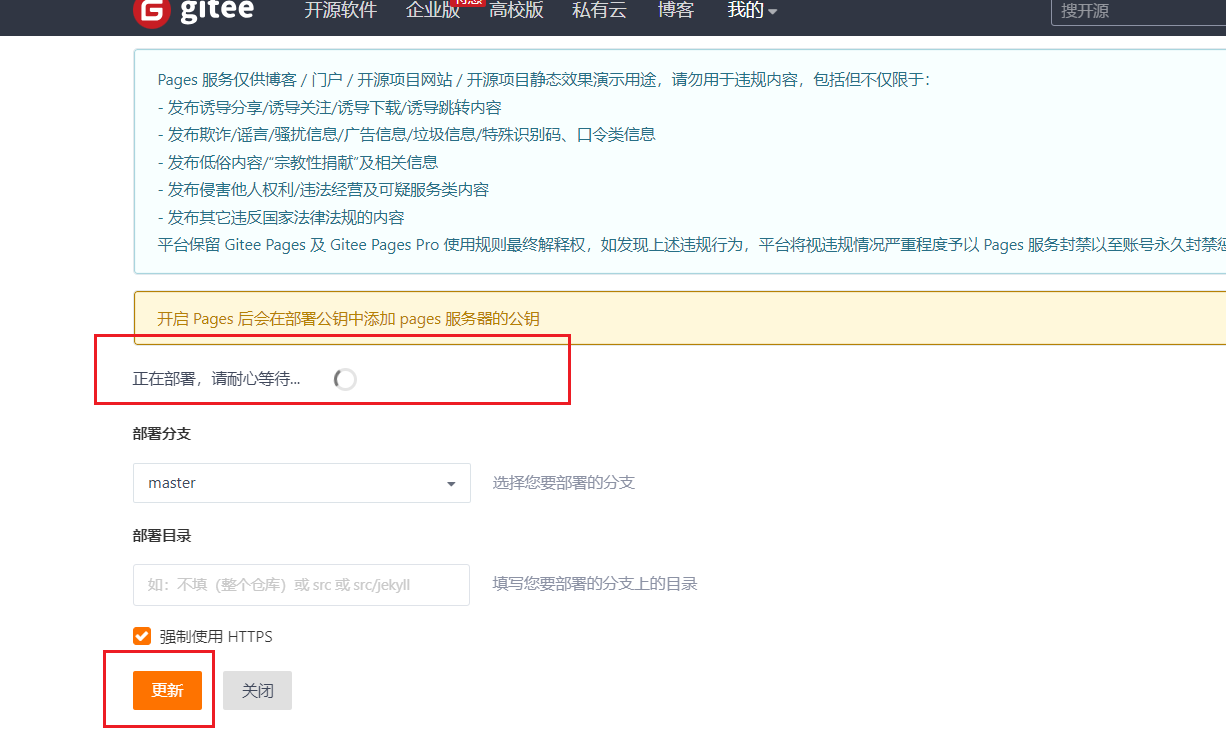 gitee
开源软件 企业版 特惠 高校版 私有云 博客 我的 搜开源
Pages 服务仅供博客 / 门户 / 开源项目网站 / 开源项目静态效果演示用途，请勿用于违规内容，包括但不仅限于：
- 发布诱导分享/诱导关注/诱导下载/诱导跳转内容
- 发布欺诈/谣言/骚扰信息/广告信息/垃圾信息/特殊识别码、口令类信息
- 发布低俗内容/“宗教性捐献”及相关信息
- 发布侵害他人权利/违法经营及可疑服务类内容
- 发布其它违反国家法律法规的内容
平台保留 Gitee Pages 及 Gitee Pages Pro 使用规则最终解释权，如发现上述违规行为，平台将视违规情况严重程度予以 Pages 服务封禁以至账号永久封禁惩
开启 Pages 后会在部署公钥中添加 pages 服务器的公钥
正在部署，请耐心等待...
部署分支
master 选择您要部署的分支
部署目录
如：不填（整个仓库）或 src 或 src/jekyll 填写您要部署的分支上的目录
强制使用 HTTPS
更新 关闭